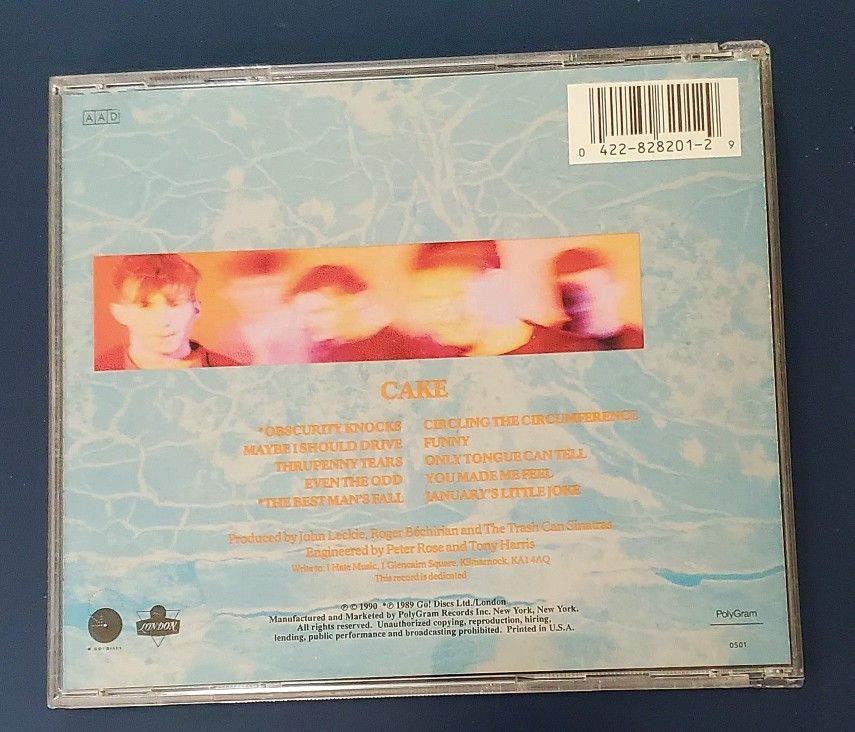 AAD
0 422-828201-2 9
CAKE
*OBSCURITY KNOCKS
MAYBE I SHOULD DRIVE
THRUPENNY TEARS
EVEN THE ODD
*THE BEST MAN'S FALL
CIRCLING THE CIRCUMFERENCE
FUNNY
ONLY TONGUE CAN TELL
YOU MADE ME FEEL
JANUARY'S LITTLE JOKE
Produced by John Leckie, Roger Béchirian and The Trash Can Sinatras
Engineered by Peter Rose and Tony Harris
Write to: I Hate Music, 1 Glencairn Square, Kilmarnock, KA1 4AQ
This record is dedicated
℗ © 1990 *℗ 1989 Go! Discs Ltd./London
Manufactured and Marketed by PolyGram Records Inc. New York, New York.
All rights reserved. Unauthorized copying, reproduction, hiring,
lending, public performance and broadcasting prohibited. Printed in U.S.A.
GO! DISCS
LONDON
PolyGram
0501